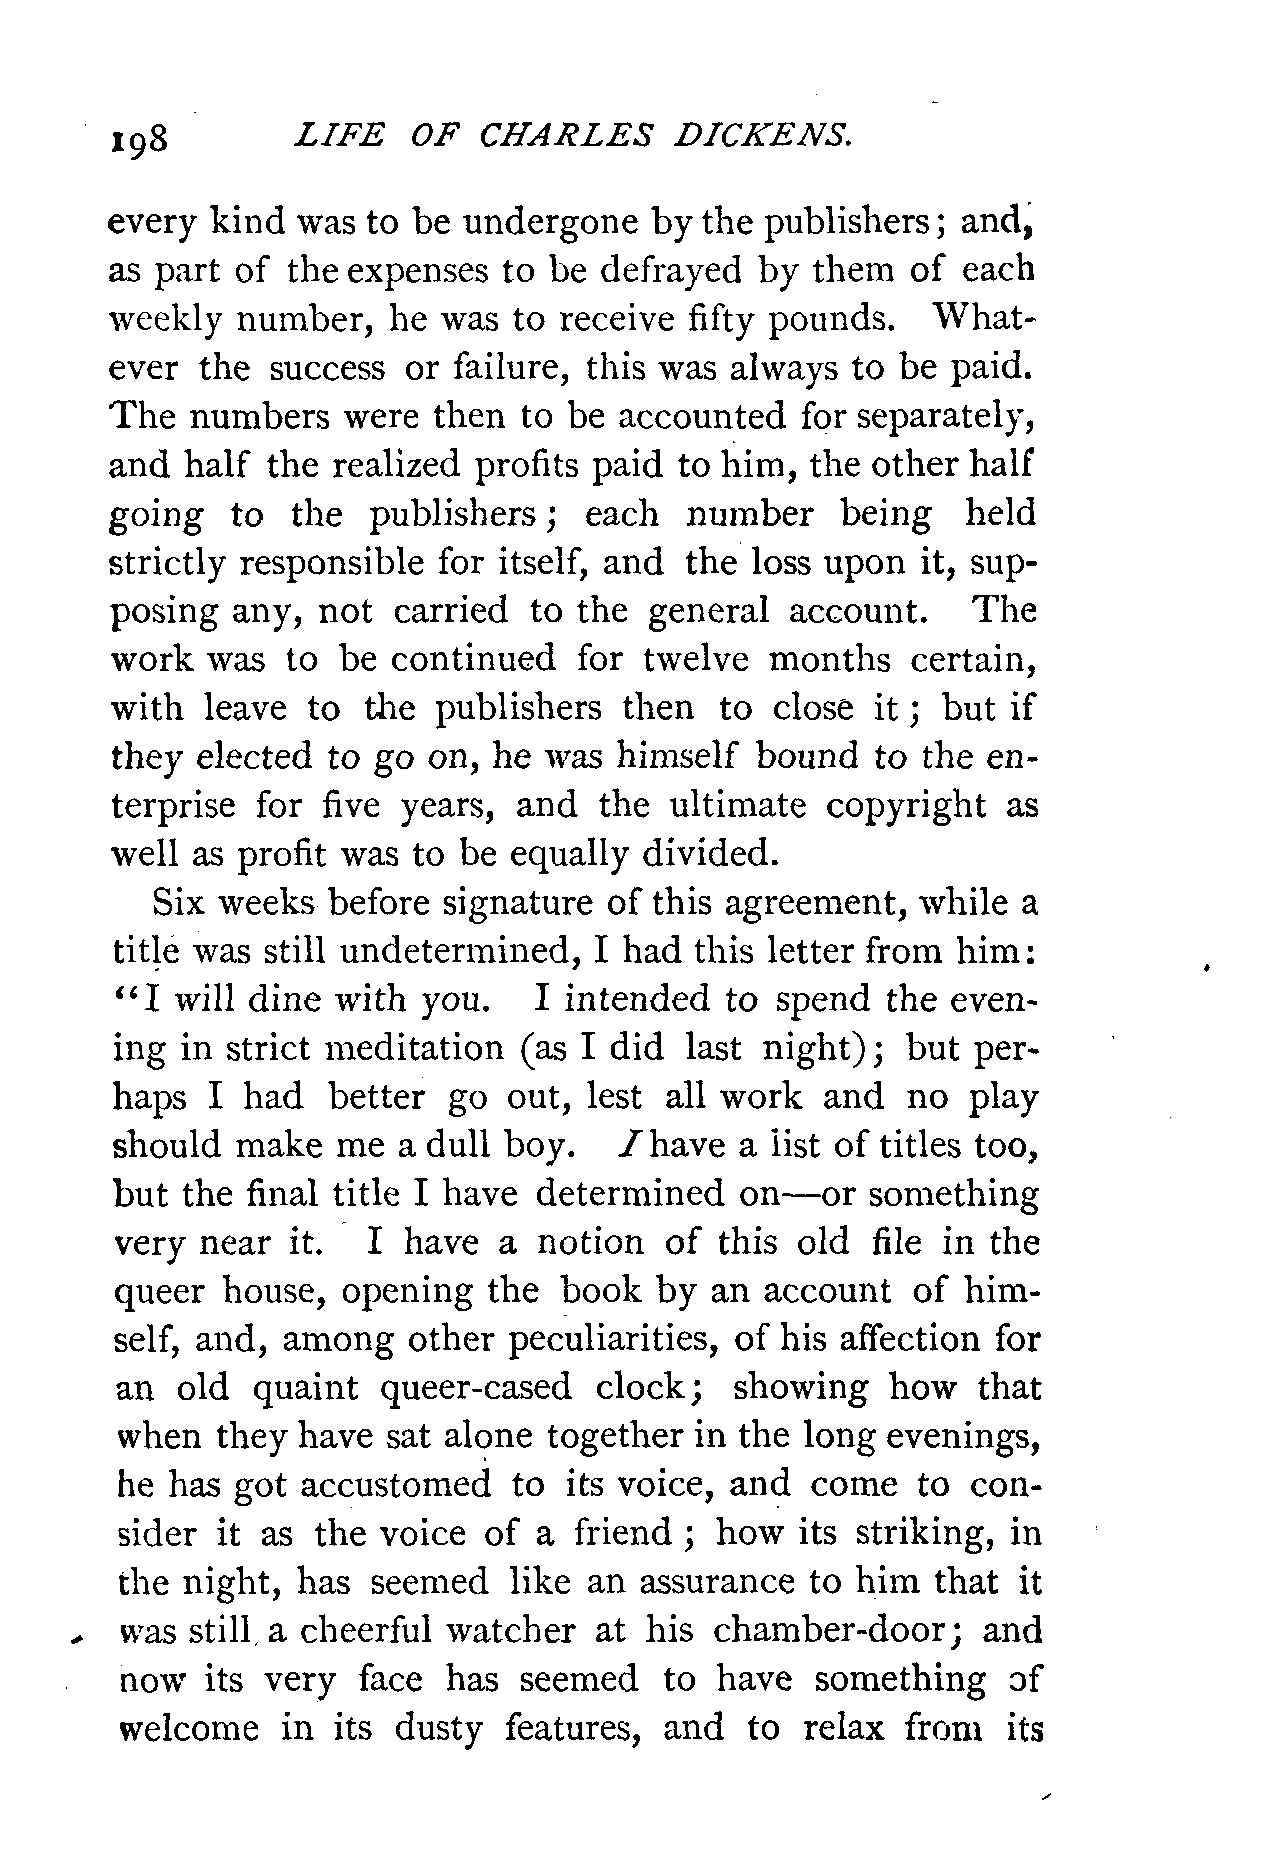 198 LIFE OF CHARLES DICKENS.
every kind was to be undergone by the publishers; and,
as part of the expenses to be defrayed by them of each
weekly number, he was to receive fifty pounds. What-
ever the success or failure, this was always to be paid.
The numbers were then to be accounted for separately,
and half the realized profits paid to him, the other half
going to the publishers; each number being held
strictly responsible for itself, and the loss upon it, sup-
posing any, not carried to the general account. The
work was to be continued for twelve months certain,
with leave to the publishers then to close it; but if
they elected to go on, he was himself bound to the en-
terprise for five years, and the ultimate copyright as
well as profit was to be equally divided.
Six weeks before signature of this agreement, while a
title was still undetermined, I had this letter from him:
“I will dine with you. I intended to spend the even-
ing in strict meditation (as I did last night); but per-
haps I had better go out, lest all work and no play
should make me a dull boy. I have a list of titles too,
but the final title I have determined on—or something
very near it. I have a notion of this old file in the
queer house, opening the book by an account of him-
self, and, among other peculiarities, of his affection for
an old quaint queer-cased clock; showing how that
when they have sat alone together in the long evenings,
he has got accustomed to its voice, and come to con-
sider it as the voice of a friend; how its striking, in
the night, has seemed like an assurance to him that it
was still a cheerful watcher at his chamber-door; and
now its very face has seemed to have something of
welcome in its dusty features, and to relax from its